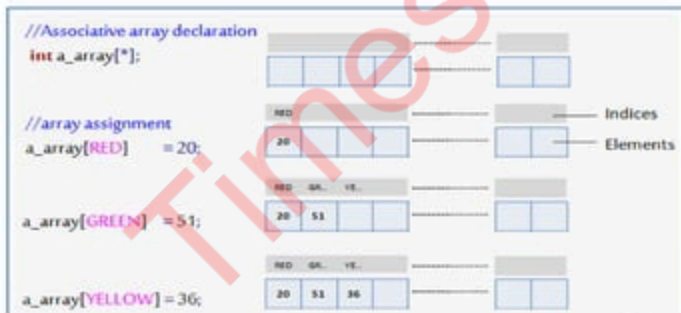 //Associative array declaration
int a_array[*];
//array assignment
RED
Indices
a_array[RED] = 20;
20
Elements
RED GR.. YE..
a_array[GREEN] = 51;
20 51
RED GR.. YE..
a_array[YELLOW] = 36;
20 51 36
Times